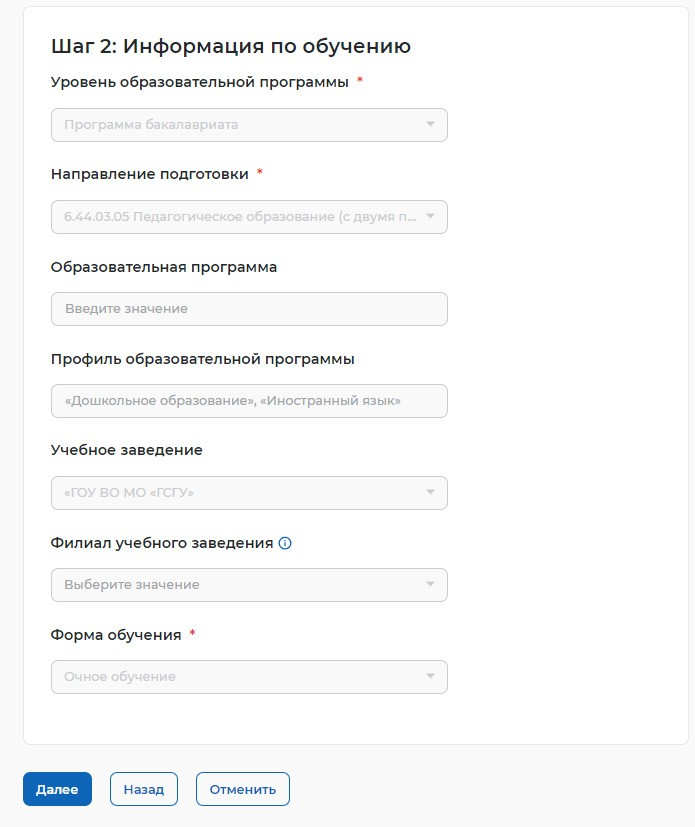 Шаг 2: Информация по обучению
Уровень образовательной программы *
Программа бакалавриата
Направление подготовки *
6.44.03.05 Педагогическое образование (с двумя п...
Образовательная программа
Введите значение
Профиль образовательной программы
«Дошкольное образование», «Иностранный язык»
Учебное заведение
«ГОУ ВО МО «ГСГУ»
Филиал учебного заведения
Выберите значение
Форма обучения *
Очное обучение
Далее Назад Отменить